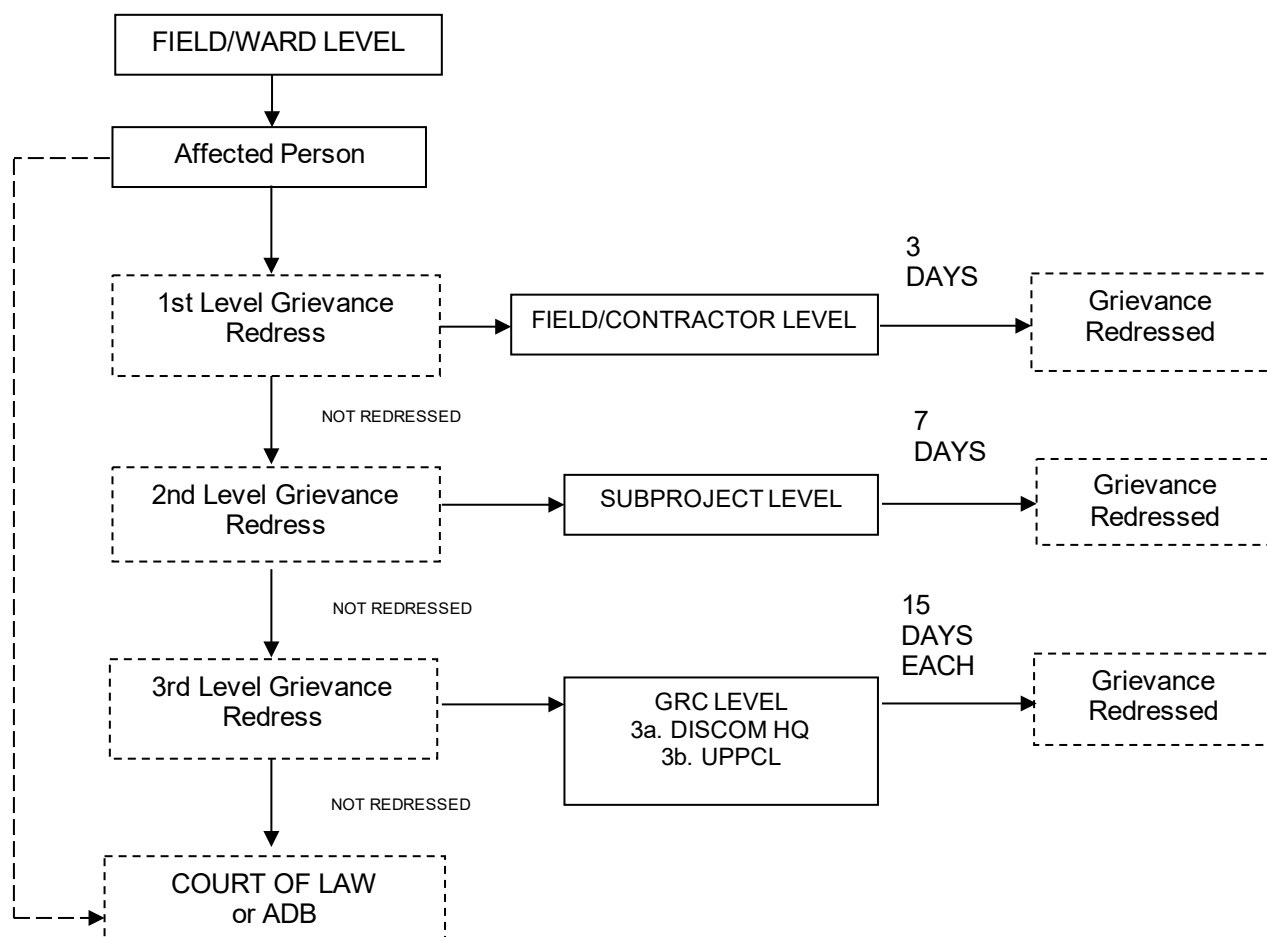 FIELD/WARD LEVEL
Affected Person
1st Level Grievance
Redress
FIELD/CONTRACTOR LEVEL
3
DAYS
Grievance
Redressed
NOT REDRESSED
2nd Level Grievance
Redress
SUBPROJECT LEVEL
7
DAYS
Grievance
Redressed
NOT REDRESSED
3rd Level Grievance
Redress
GRC LEVEL
3a. DISCOM HQ
3b. UPPCL
15
DAYS
EACH
Grievance
Redressed
NOT REDRESSED
COURT OF LAW
or ADB